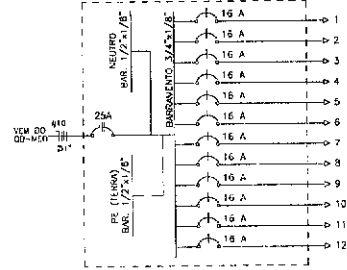 VEM DO
QD-MED
25A
NEUTRO
BAR. 1/2"x1/8"
PE (TERRA)
BAR. 1/2"x1/8"
BARRAMENTO 3/4"x1/8"
16 A 1
16 A 2
16 A 3
16 A 4
16 A 5
16 A 6
16 A 7
16 A 8
16 A 9
16 A 10
16 A 11
16 A 12